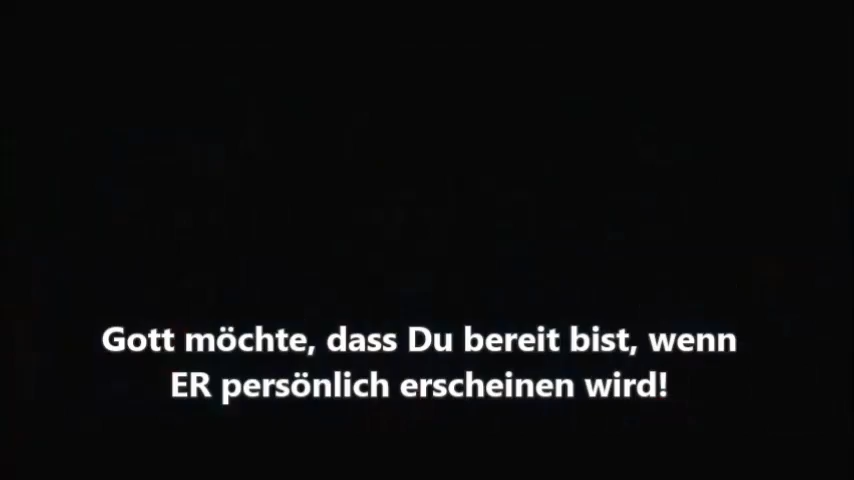 Gott möchte, dass Du bereit bist, wenn
ER persönlich erscheinen wird!